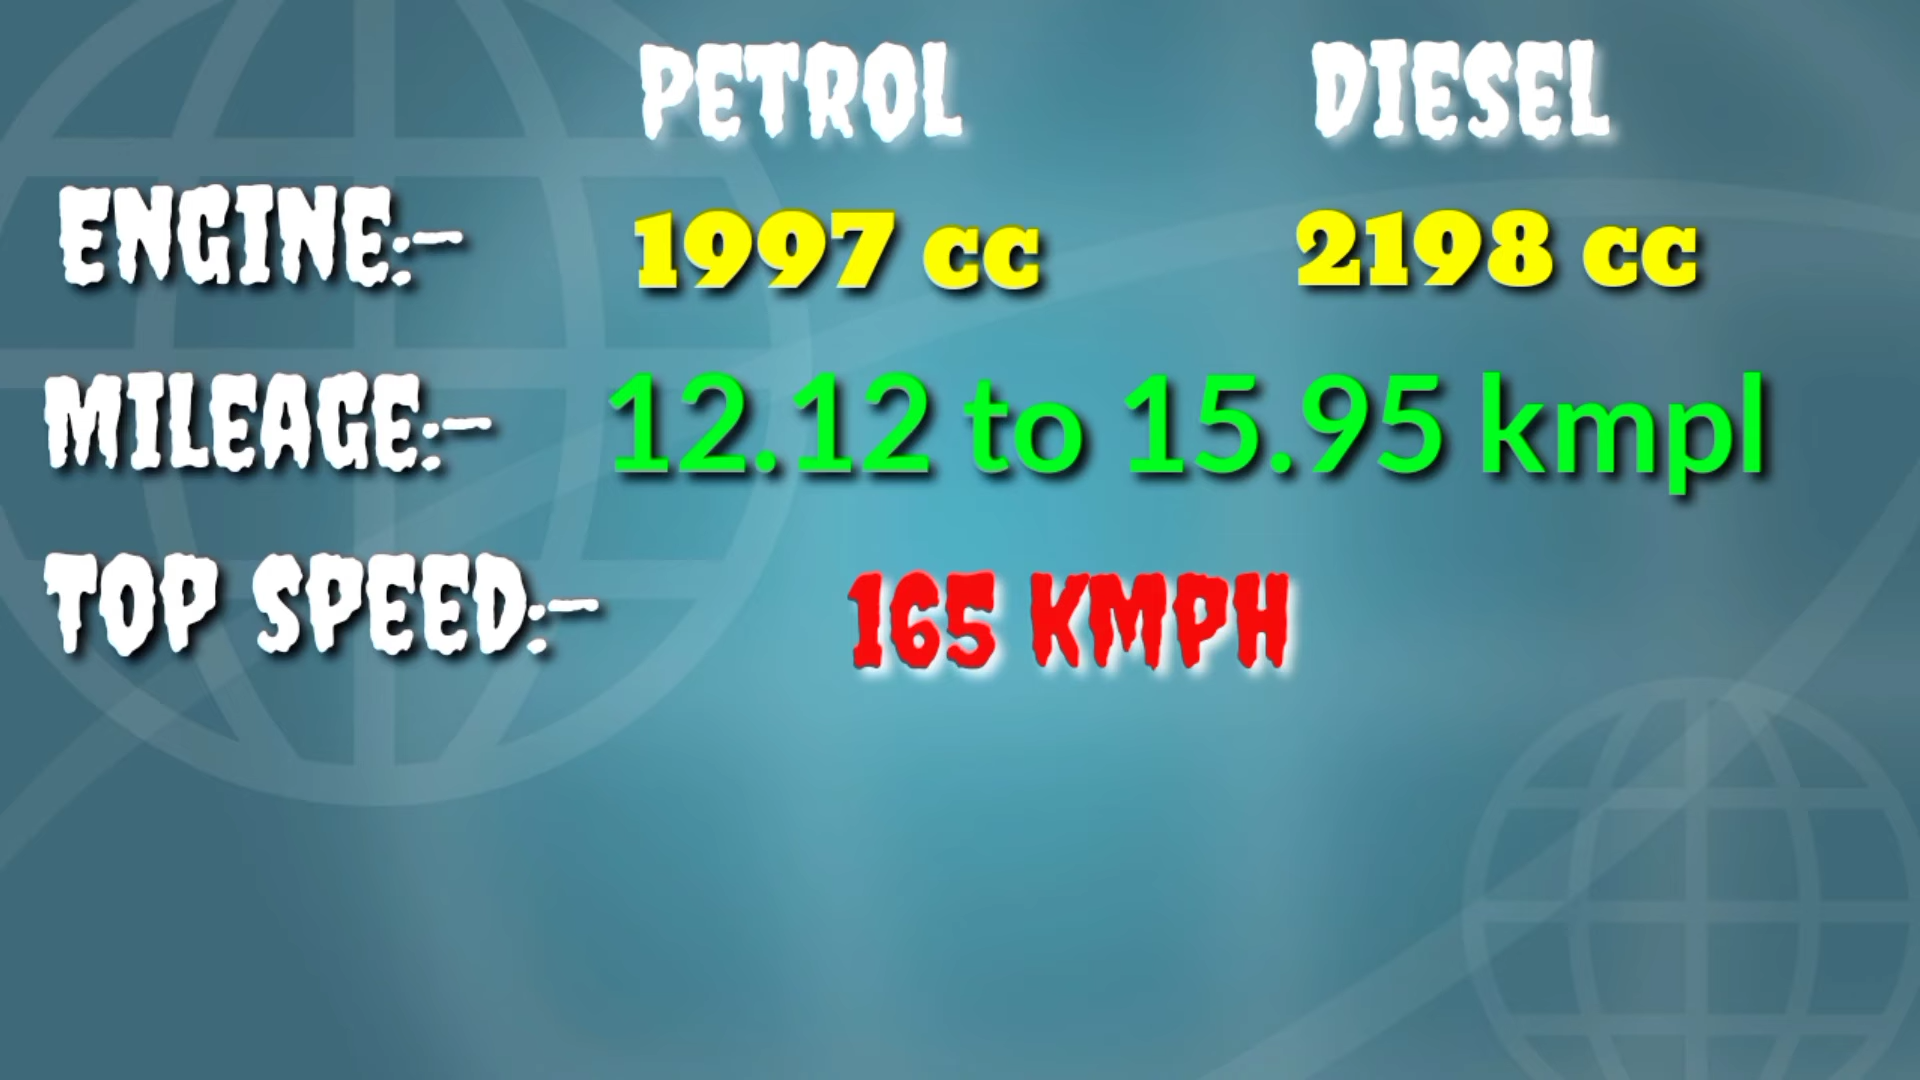 PETROL DIESEL
ENGINE:- 1997 cc 2198 cc
MILEAGE:- 12.12 to 15.95 kmpl
TOP SPEED:- 165 KMPH